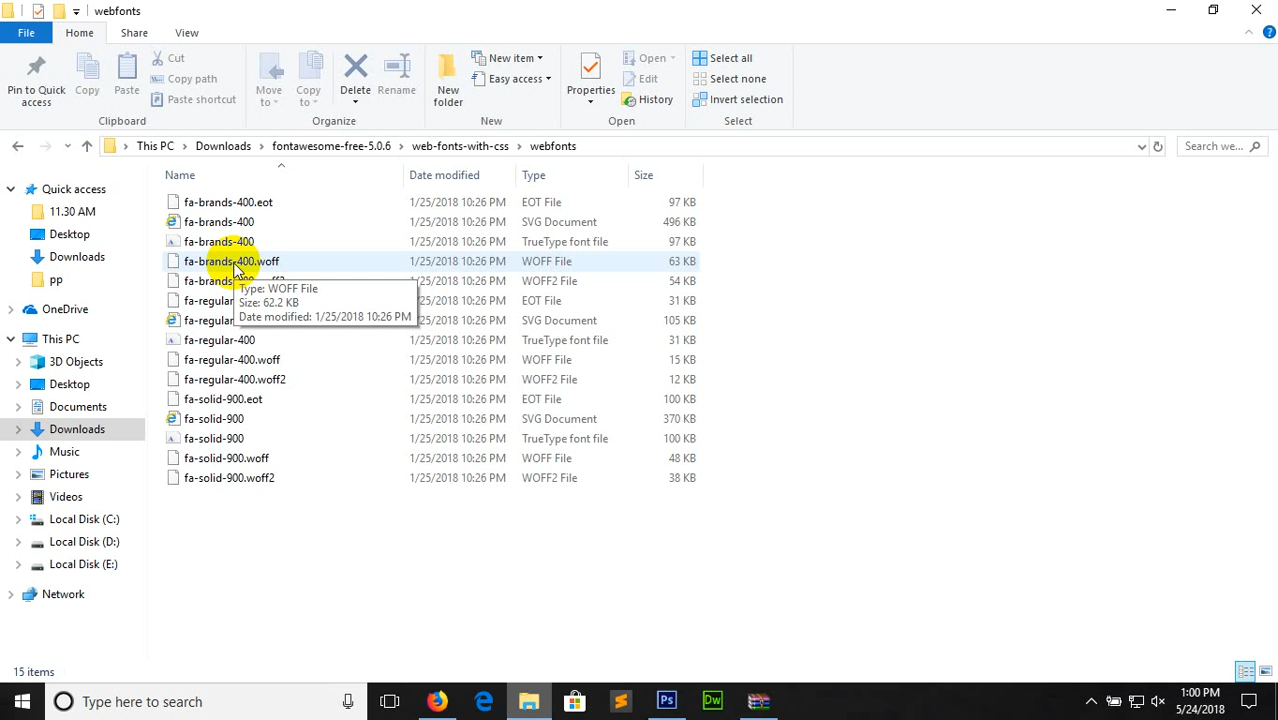 webfonts
File Home Share View
Pin to Quick access
Copy
Paste
Cut
Copy path
Paste shortcut
Clipboard
Move to
Copy to
Delete
Rename
Organize
New folder
New item
Easy access
New
Properties
Open
Edit
History
Open
Select all
Select none
Invert selection
Select
This PC Downloads fontawesome-free-5.0.6 web-fonts-with-css webfonts
Search we...
Quick access
11.30 AM
Desktop
Downloads
pp
OneDrive
This PC
3D Objects
Desktop
Documents
Downloads
Music
Pictures
Videos
Local Disk (C:)
Local Disk (D:)
Local Disk (E:)
Network
Name Date modified Type Size
fa-brands-400.eot 1/25/2018 10:26 PM EOT File 97 KB
fa-brands-400 1/25/2018 10:26 PM SVG Document 496 KB
fa-brands-400 1/25/2018 10:26 PM TrueType font file 97 KB
fa-brands-400.woff 1/25/2018 10:26 PM WOFF File 63 KB
1/25/2018 10:26 PM WOFF2 File 54 KB
Type: WOFF File
Size: 62.2 KB
Date modified: 1/25/2018 10:26 PM
fa-regular 1/25/2018 10:26 PM EOT File 31 KB
fa-regular 1/25/2018 10:26 PM SVG Document 105 KB
fa-regular-400 1/25/2018 10:26 PM TrueType font file 31 KB
fa-regular-400.woff 1/25/2018 10:26 PM WOFF File 15 KB
fa-regular-400.woff2 1/25/2018 10:26 PM WOFF2 File 12 KB
fa-solid-900.eot 1/25/2018 10:26 PM EOT File 100 KB
fa-solid-900 1/25/2018 10:26 PM SVG Document 370 KB
fa-solid-900 1/25/2018 10:26 PM TrueType font file 100 KB
fa-solid-900.woff 1/25/2018 10:26 PM WOFF File 48 KB
fa-solid-900.woff2 1/25/2018 10:26 PM WOFF2 File 38 KB
15 items
Type here to search
Ps
Dw
1:00 PM
5/24/2018